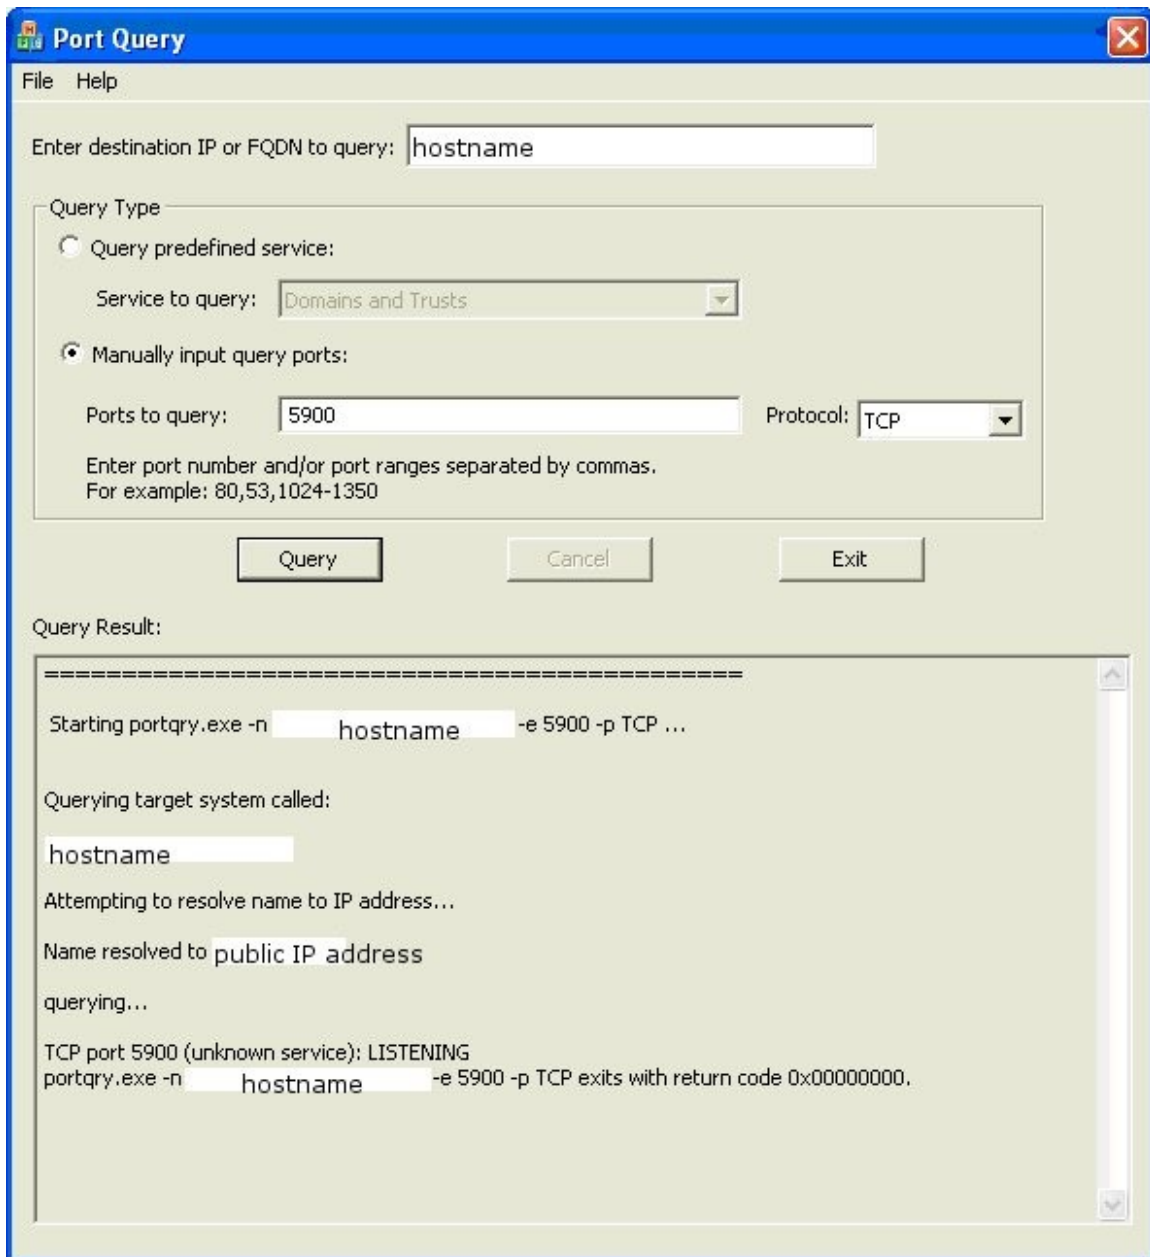 Port Query
File Help
Enter destination IP or FQDN to query: hostname
Query Type
Query predefined service:
Service to query: Domains and Trusts
Manually input query ports:
Ports to query: 5900 Protocol: TCP
Enter port number and/or port ranges separated by commas.
For example: 80,53,1024-1350
Query Cancel Exit
Query Result:
=============================================
Starting portqry.exe -n hostname -e 5900 -p TCP ...
Querying target system called:
hostname
Attempting to resolve name to IP address...
Name resolved to public IP address
querying...
TCP port 5900 (unknown service): LISTENING
portqry.exe -n hostname -e 5900 -p TCP exits with return code 0x00000000.